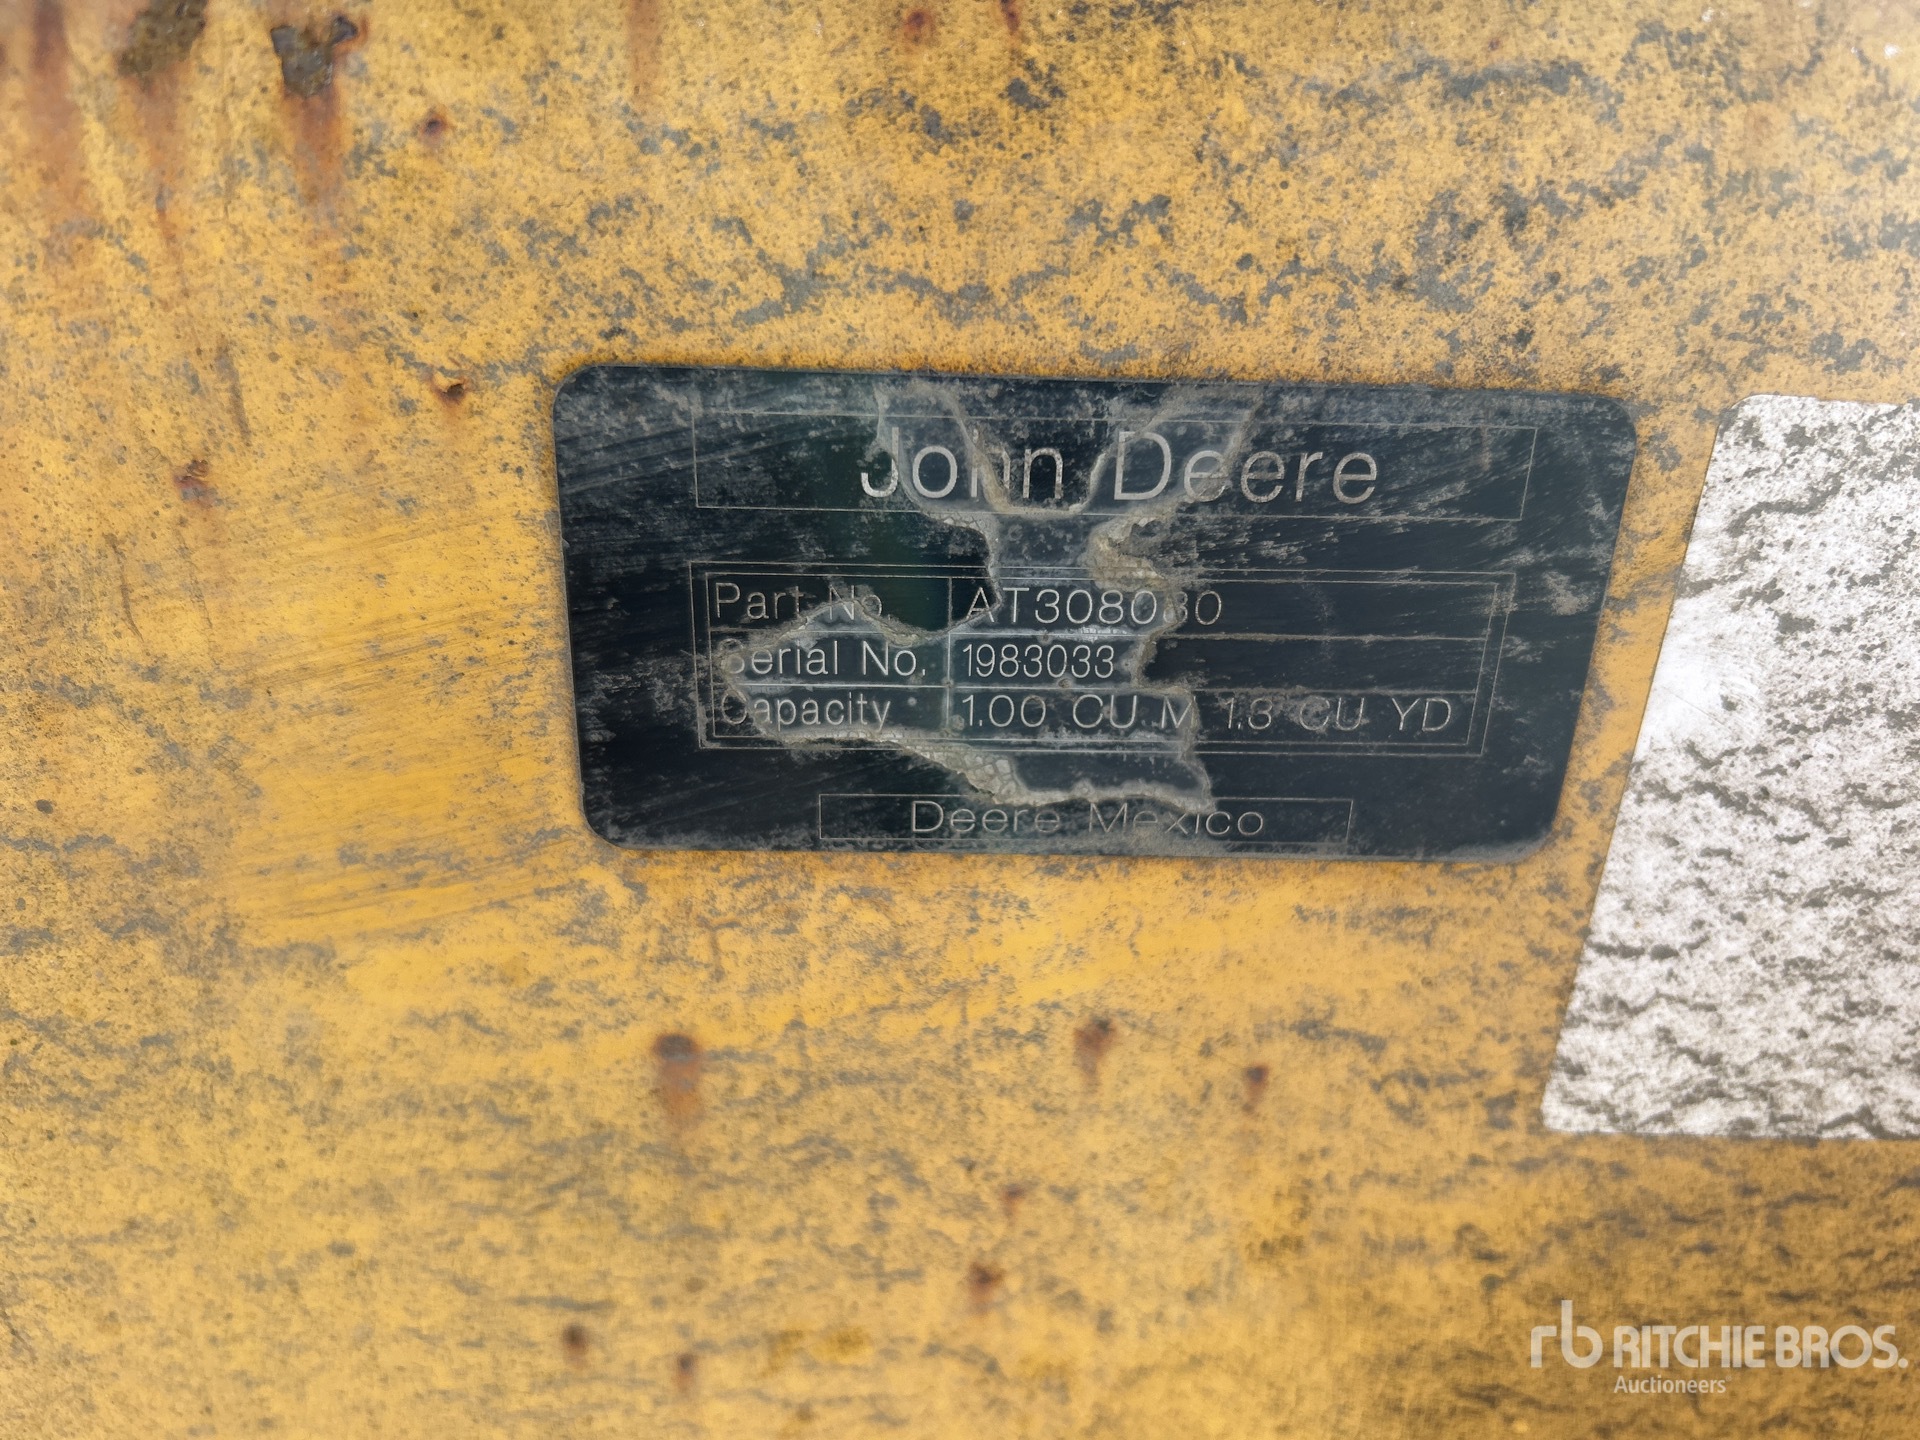 John Deere
Part No. AT308080
Serial No. 1983033
Capacity 1.00 CU M 1.3 CU YD
Deere Mexico
rb RITCHIE BROS.
Auctioneers